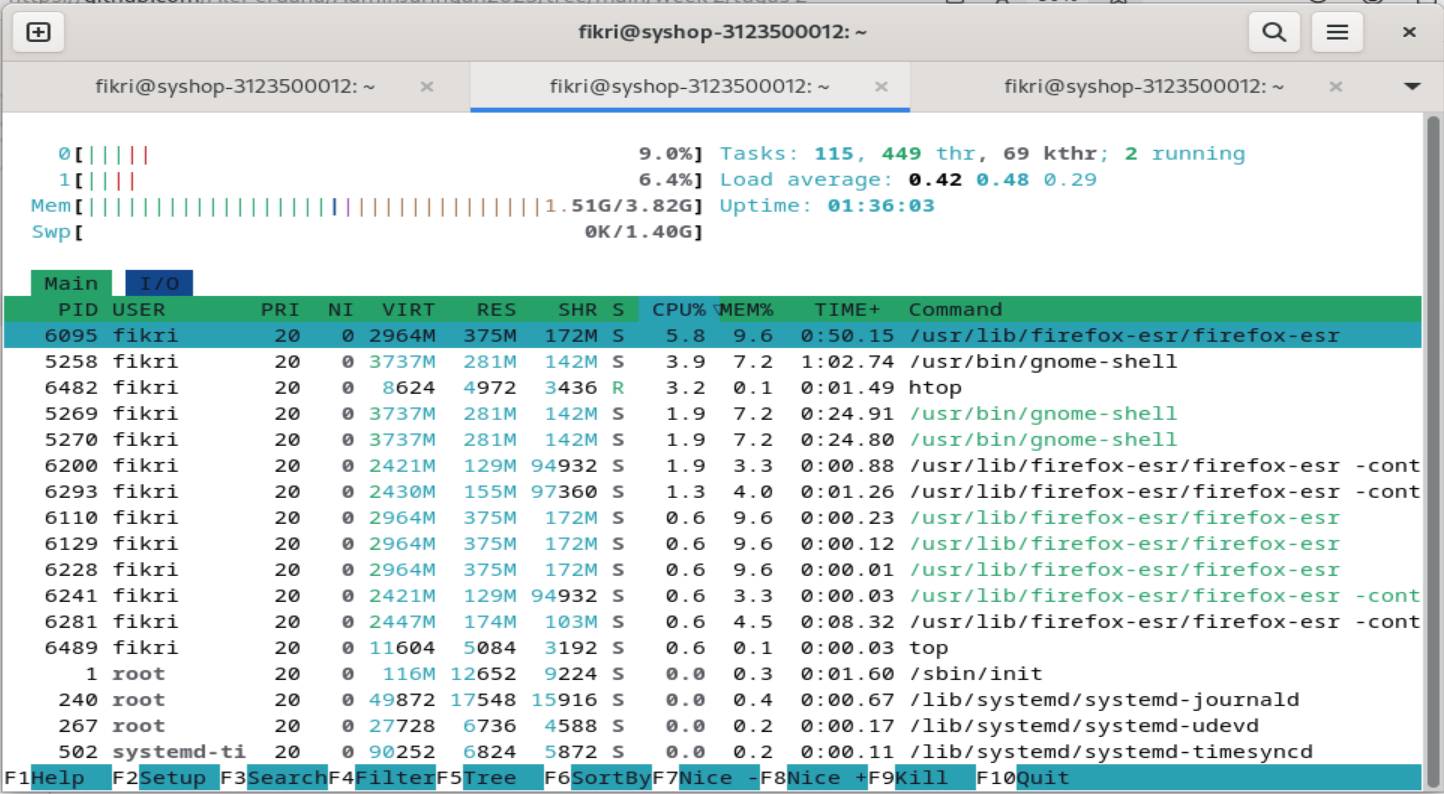 fikri@syshop-3123500012: ~
fikri@syshop-3123500012: ~ × fikri@syshop-3123500012: ~ × fikri@syshop-3123500012: ~ ×
0[||||| 9.0%] Tasks: 115, 449 thr, 69 kthr; 2 running
1[|||| 6.4%] Load average: 0.42 0.48 0.29
Mem[||||||||||||||||||||||||||||||||||1.51G/3.82G] Uptime: 01:36:03
Swp[ 0K/1.40G]
Main I/O
PID USER PRI NI VIRT RES SHR S CPU%▽MEM% TIME+ Command
6095 fikri 20 0 2964M 375M 172M S 5.8 9.6 0:50.15 /usr/lib/firefox-esr/firefox-esr
5258 fikri 20 0 3737M 281M 142M S 3.9 7.2 1:02.74 /usr/bin/gnome-shell
6482 fikri 20 0 8624 4972 3436 R 3.2 0.1 0:01.49 htop
5269 fikri 20 0 3737M 281M 142M S 1.9 7.2 0:24.91 /usr/bin/gnome-shell
5270 fikri 20 0 3737M 281M 142M S 1.9 7.2 0:24.80 /usr/bin/gnome-shell
6200 fikri 20 0 2421M 129M 94932 S 1.9 3.3 0:00.88 /usr/lib/firefox-esr/firefox-esr -cont
6293 fikri 20 0 2430M 155M 97360 S 1.3 4.0 0:01.26 /usr/lib/firefox-esr/firefox-esr -cont
6110 fikri 20 0 2964M 375M 172M S 0.6 9.6 0:00.23 /usr/lib/firefox-esr/firefox-esr
6129 fikri 20 0 2964M 375M 172M S 0.6 9.6 0:00.12 /usr/lib/firefox-esr/firefox-esr
6228 fikri 20 0 2964M 375M 172M S 0.6 9.6 0:00.01 /usr/lib/firefox-esr/firefox-esr
6241 fikri 20 0 2421M 129M 94932 S 0.6 3.3 0:00.03 /usr/lib/firefox-esr/firefox-esr -cont
6281 fikri 20 0 2447M 174M 103M S 0.6 4.5 0:08.32 /usr/lib/firefox-esr/firefox-esr -cont
6489 fikri 20 0 11604 5084 3192 S 0.6 0.1 0:00.03 top
1 root 20 0 116M 12652 9224 S 0.0 0.3 0:01.60 /sbin/init
240 root 20 0 49872 17548 15916 S 0.0 0.4 0:00.67 /lib/systemd/systemd-journald
267 root 20 0 27728 6736 4588 S 0.0 0.2 0:00.17 /lib/systemd/systemd-udevd
502 systemd-ti 20 0 90252 6824 5872 S 0.0 0.2 0:00.11 /lib/systemd/systemd-timesyncd
F1Help F2Setup F3SearchF4FilterF5Tree F6SortByF7Nice -F8Nice +F9Kill F10Quit